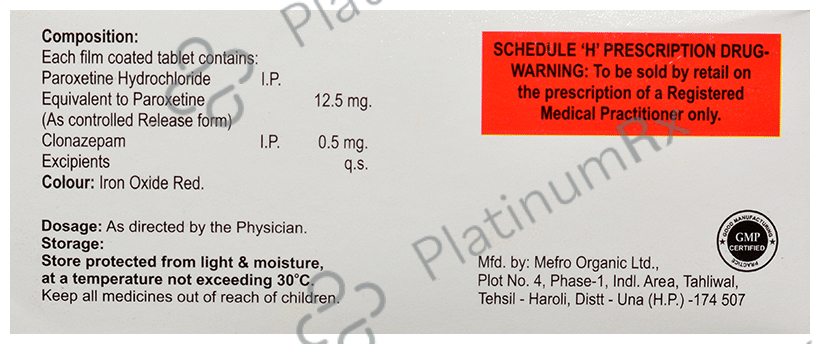 Composition:
Each film coated tablet contains:
Paroxetine Hydrochloride I.P.
Equivalent to Paroxetine 12.5 mg.
(As controlled Release form)
Clonazepam I.P. 0.5 mg.
Excipients q.s.
Colour: Iron Oxide Red.
Dosage: As directed by the Physician.
Storage:
Store protected from light & moisture,
at a temperature not exceeding 30°C
Keep all medicines out of reach of children.
SCHEDULE 'H' PRESCRIPTION DRUG-
WARNING: To be sold by retail on
the prescription of a Registered
Medical Practitioner only.
GOOD MANUFACTURING
GMP
CERTIFIED
PRACTICE
Mfd. by: Mefro Organic Ltd.,
Plot No. 4, Phase-1, Indl. Area, Tahliwal,
Tehsil - Haroli, Distt - Una (H.P.) -174 507
PlatinumRx